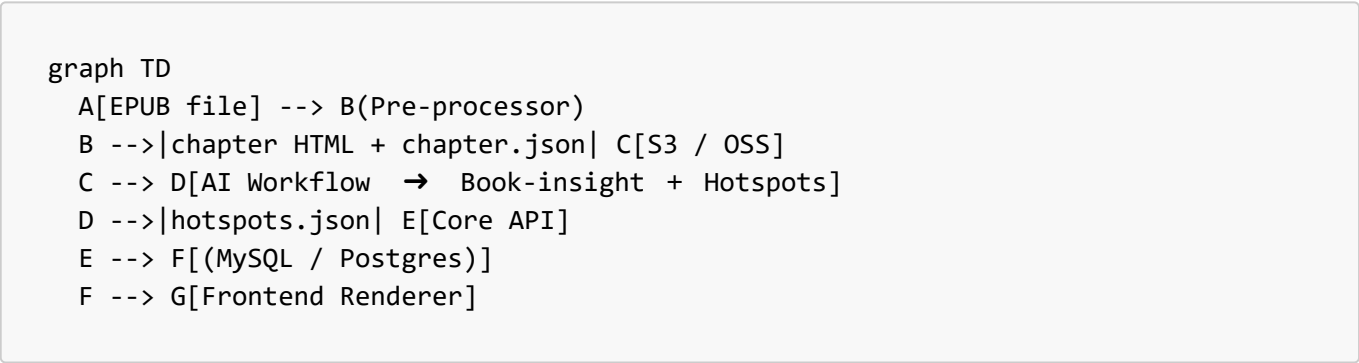 graph TD
A[EPUB file] --> B(Pre-processor)
B -->|chapter HTML + chapter.json| C[S3 / OSS]
C --> D[AI Workflow ➜ Book-insight + Hotspots]
D -->|hotspots.json| E[Core API]
E --> F[(MySQL / Postgres)]
F --> G[Frontend Renderer]